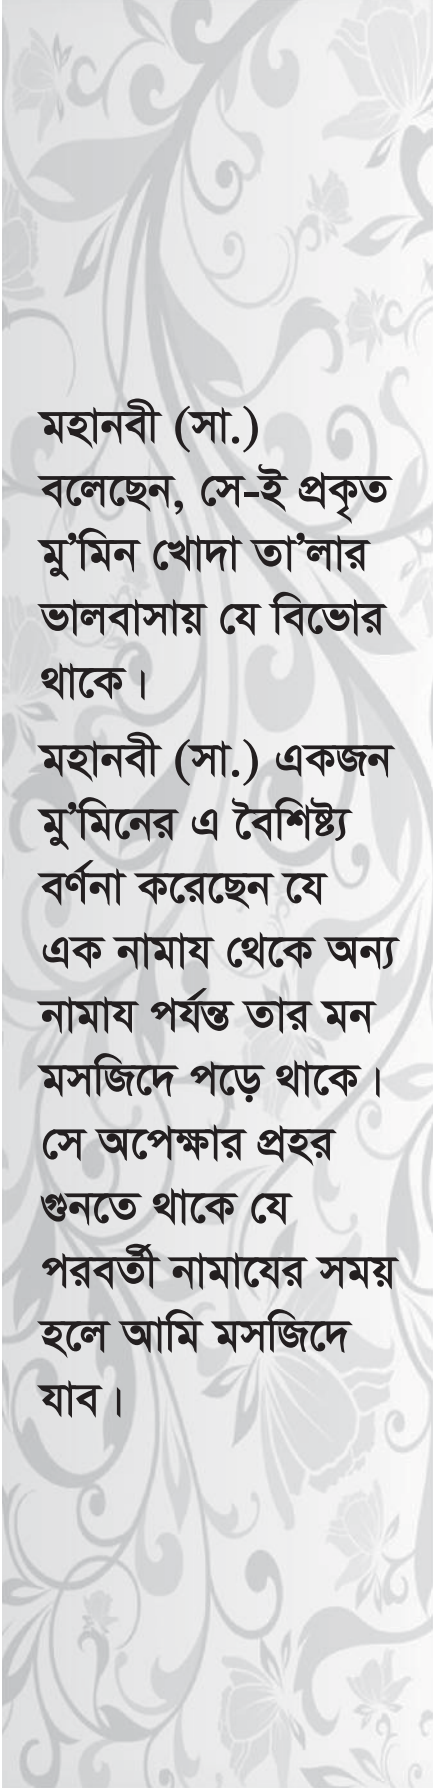 মহানবী (সা.)
বলেছেন, সে-ই প্রকৃত
মু’মিন খোদা তা’লার
ভালবাসায় যে বিভোর
থাকে।
মহানবী (সা.) একজন
মু’মিনের এ বৈশিষ্ট্য
বর্ণনা করেছেন যে
এক নামায থেকে অন্য
নামায পর্যন্ত তার মন
মসজিদে পড়ে থাকে।
সে অপেক্ষার প্রহর
গুনতে থাকে যে
পরবর্তী নামাযের সময়
হলে আমি মসজিদে
যাব।